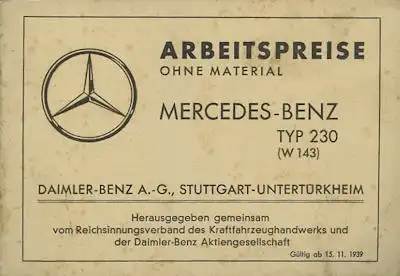 ARBEITSPREISE
OHNE MATERIAL
MERCEDES-BENZ
TYP 230
(W 143)
DAIMLER-BENZ A.-G., STUTTGART-UNTERTÜRKHEIM
Herausgegeben gemeinsam
vom Reichsinnungsverband des Kraftfahrzeughandwerks und
der Daimler-Benz Aktiengesellschaft
Gültig ab 15. 11. 1939